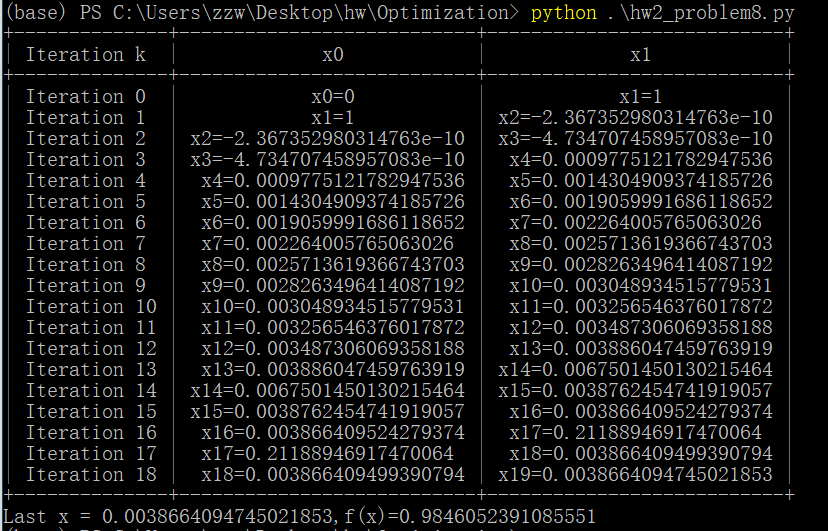 (base) PS C:\Users\zzw\Desktop\hw\Optimization> python .\hw2_problem8.py
+---------------+----------------------------+----------------------------+
| Iteration k | x0 | x1 |
+---------------+----------------------------+----------------------------+
| Iteration 0 | x0=0 | x1=1 |
| Iteration 1 | x1=1 | x2=-2.367352980314763e-10 |
| Iteration 2 | x2=-2.367352980314763e-10 | x3=-4.734707458957083e-10 |
| Iteration 3 | x3=-4.734707458957083e-10 | x4=0.0009775121782947536 |
| Iteration 4 | x4=0.0009775121782947536 | x5=0.0014304909374185726 |
| Iteration 5 | x5=0.0014304909374185726 | x6=0.0019059991686118652 |
| Iteration 6 | x6=0.0019059991686118652 | x7=0.002264005765063026 |
| Iteration 7 | x7=0.002264005765063026 | x8=0.0025713619366743703 |
| Iteration 8 | x8=0.0025713619366743703 | x9=0.0028263496414087192 |
| Iteration 9 | x9=0.0028263496414087192 | x10=0.003048934515779531 |
| Iteration 10 | x10=0.003048934515779531 | x11=0.003256546376017872 |
| Iteration 11 | x11=0.003256546376017872 | x12=0.003487306069358188 |
| Iteration 12 | x12=0.003487306069358188 | x13=0.003886047459763919 |
| Iteration 13 | x13=0.003886047459763919 | x14=0.0067501450130215464 |
| Iteration 14 | x14=0.0067501450130215464 | x15=0.0038762454741919057 |
| Iteration 15 | x15=0.0038762454741919057 | x16=0.003866409524279374 |
| Iteration 16 | x16=0.003866409524279374 | x17=0.21188946917470064 |
| Iteration 17 | x17=0.21188946917470064 | x18=0.003866409499390794 |
| Iteration 18 | x18=0.003866409499390794 | x19=0.0038664094745021853 |
+---------------+----------------------------+----------------------------+
Last x = 0.0038664094745021853,f(x)=0.9846052391085551